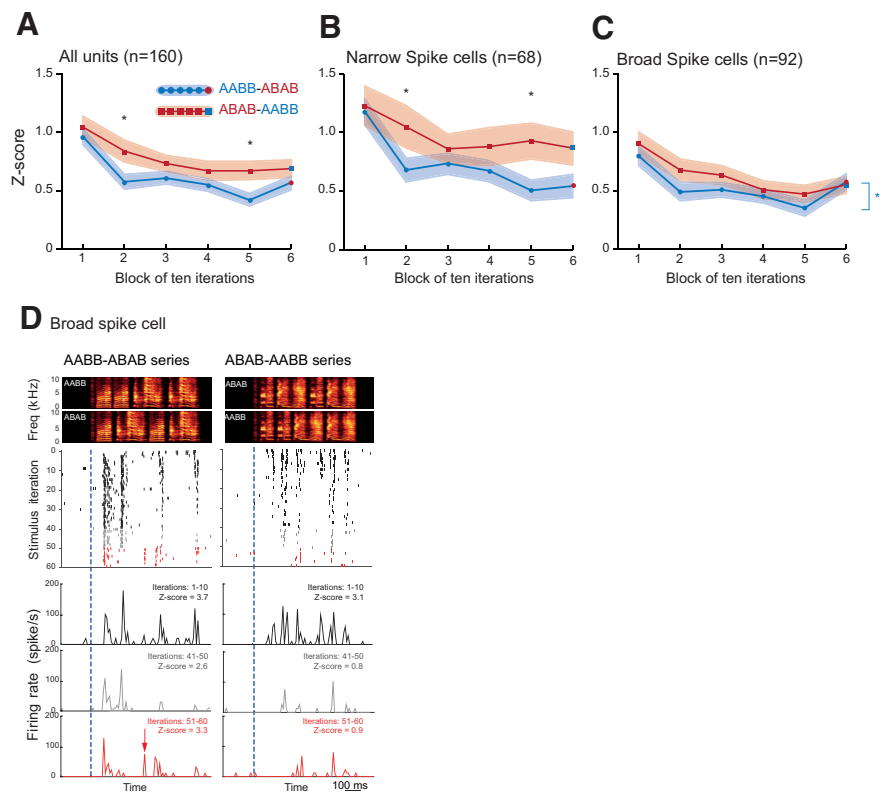 A
All units (n=160)
B
Narrow Spike cells (n=68)
C
Broad Spike cells (n=92)
Z-score
1.5
1.0
0.5
0
AABB-ABAB
ABAB-AABB
*
*
1 2 3 4 5 6
Block of ten iterations
1.5
1.0
0.5
0
*
*
1 2 3 4 5 6
Block of ten iterations
1.5
1.0
0.5
0
*
1 2 3 4 5 6
Block of ten iterations
D
Broad spike cell
AABB-ABAB series
ABAB-AABB series
Freq (kHz)
10
5
0
AABB
ABAB
10
5
0
ABAB
AABB
Stimulus iteration
0
10
20
30
40
50
60
Firing rate (spike/s)
200
100
0
Iterations: 1-10
Z-score = 3.7
Iterations: 1-10
Z-score = 3.1
200
100
0
Iterations: 41-50
Z-score = 2.6
Iterations: 41-50
Z-score = 0.8
200
100
0
Iterations: 51-60
Z-score = 3.3
Iterations: 51-60
Z-score = 0.9
Time
Time
100 ms